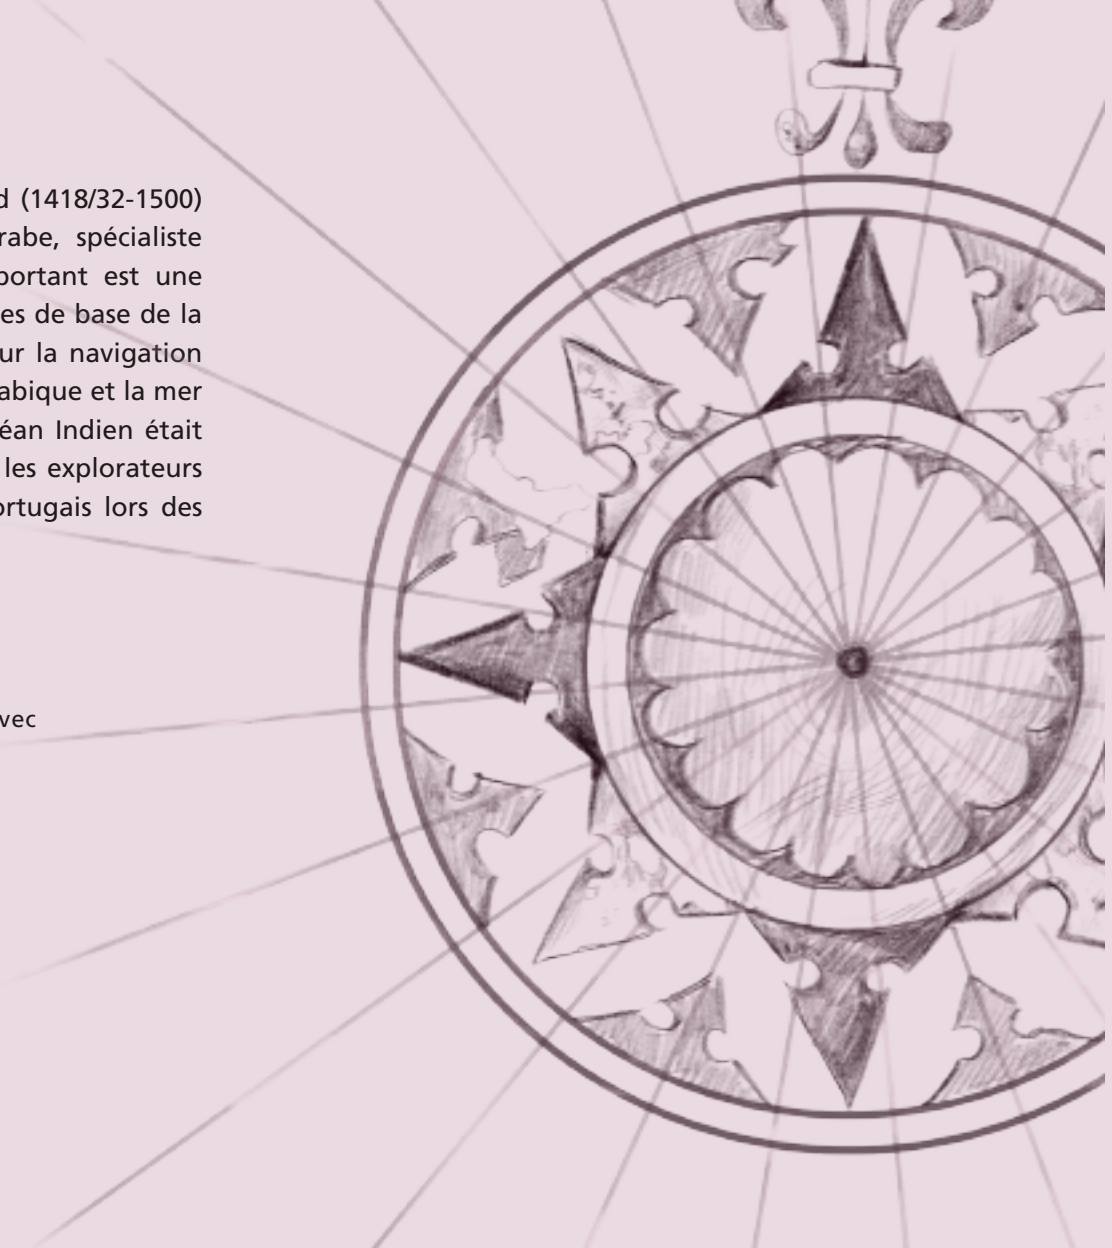 d (1418/32-1500)
rabe, spécialiste
portant est une
es de base de la
ur la navigation
abique et la mer
éan Indien était
les explorateurs
ortugais lors des
vec